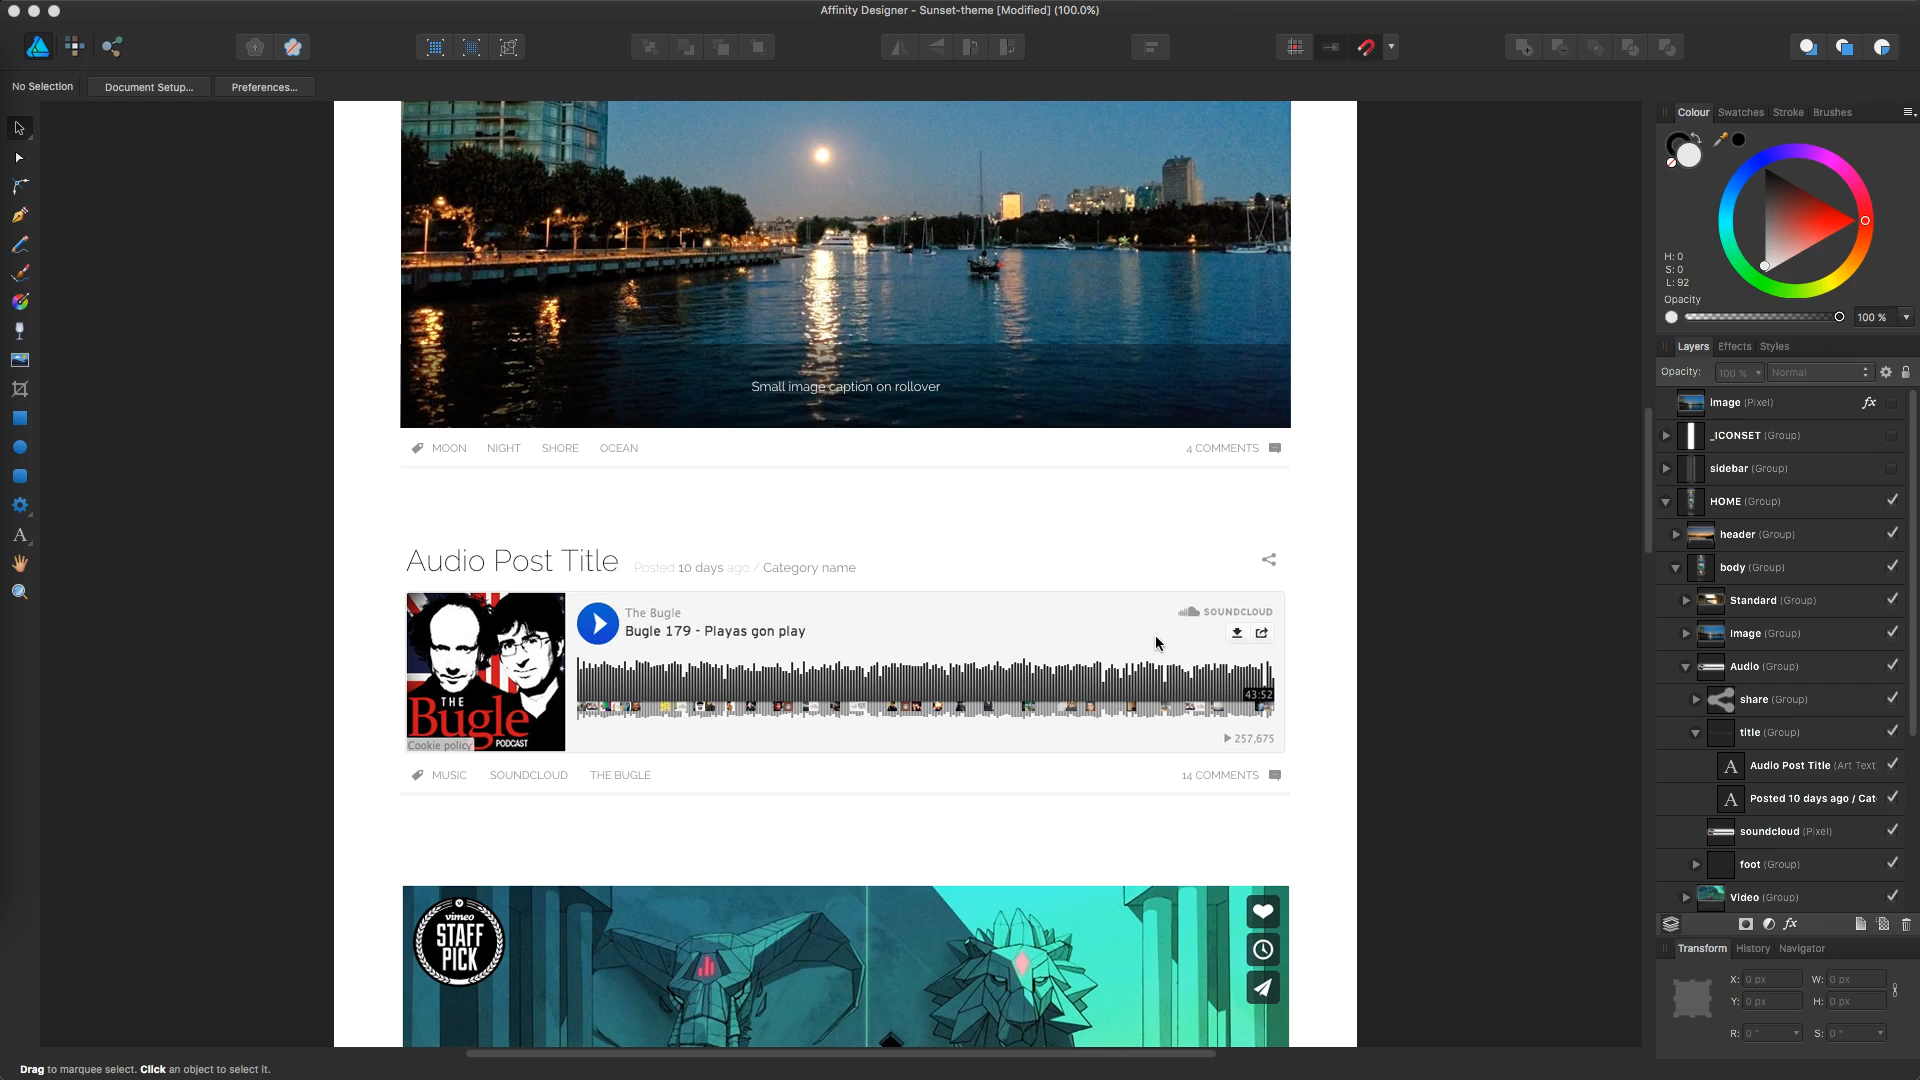 Affinity Designer - Sunset-theme [Modified] (100.0%)
No Selection
Document Setup...
Preferences...
Small image caption on rollover
MOON NIGHT SHORE OCEAN
4 COMMENTS
Audio Post Title Posted 10 days ago / Category name
The Bugle
Bugle 179 - Playas gon play
SOUNDCLOUD
43:52
257,675
THE
Bugle
PODCAST
Cookie policy
MUSIC SOUNDCLOUD THE BUGLE
14 COMMENTS
vimeo
STAFF
PICK
Colour Swatches Stroke Brushes
H: 0
S: 0
L: 92
Opacity
100 %
Layers Effects Styles
Opacity: 100 % Normal
Image (Pixel) fx
_ICONSET (Group)
sidebar (Group)
HOME (Group)
header (Group)
body (Group)
Standard (Group)
Image (Group)
Audio (Group)
share (Group)
title (Group)
A Audio Post Title (Art Text
A Posted 10 days ago / Cat
soundcloud (Pixel)
foot (Group)
Video (Group)
fx
Transform History Navigator
X: 0 px W: 0 px
Y: 0 px H: 0 px
R: 0 ° S: 0 °
Drag to marquee select. Click an object to select it.